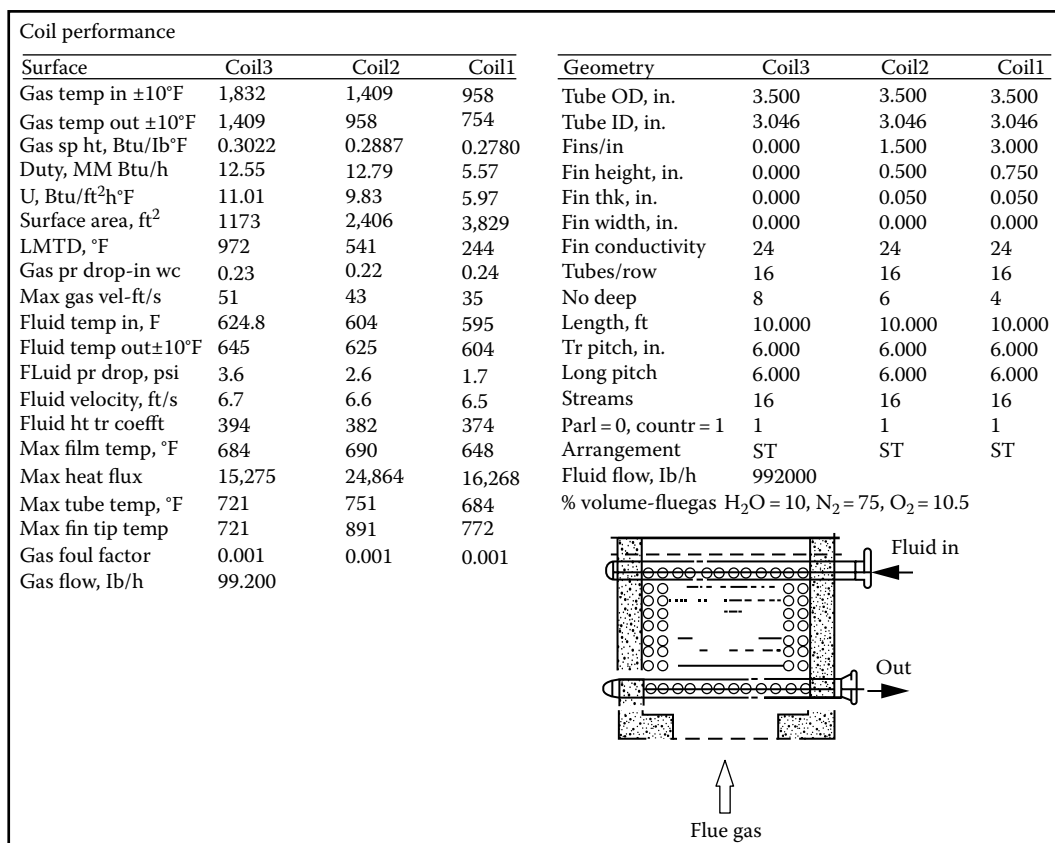 Coil performance
Surface Coil3 Coil2 Coil1
Gas temp in ±10°F 1,832 1,409 958
Gas temp out ±10°F 1,409 958 754
Gas sp ht, Btu/Ib°F 0.3022 0.2887 0.2780
Duty, MM Btu/h 12.55 12.79 5.57
U, Btu/ft²h°F 11.01 9.83 5.97
Surface area, ft² 1173 2,406 3,829
LMTD, °F 972 541 244
Gas pr drop-in wc 0.23 0.22 0.24
Max gas vel-ft/s 51 43 35
Fluid temp in, F 624.8 604 595
Fluid temp out±10°F 645 625 604
FLuid pr drop, psi 3.6 2.6 1.7
Fluid velocity, ft/s 6.7 6.6 6.5
Fluid ht tr coefft 394 382 374
Max film temp, °F 684 690 648
Max heat flux 15,275 24,864 16,268
Max tube temp, °F 721 751 684
Max fin tip temp 721 891 772
Gas foul factor 0.001 0.001 0.001
Gas flow, Ib/h 99.200
Geometry Coil3 Coil2 Coil1
Tube OD, in. 3.500 3.500 3.500
Tube ID, in. 3.046 3.046 3.046
Fins/in 0.000 1.500 3.000
Fin height, in. 0.000 0.500 0.750
Fin thk, in. 0.000 0.050 0.050
Fin width, in. 0.000 0.000 0.000
Fin conductivity 24 24 24
Tubes/row 16 16 16
No deep 8 6 4
Length, ft 10.000 10.000 10.000
Tr pitch, in. 6.000 6.000 6.000
Long pitch 6.000 6.000 6.000
Streams 16 16 16
Parl = 0, countr = 1 1 1 1
Arrangement ST ST ST
Fluid flow, Ib/h 992000
% volume-fluegas H₂O = 10, N₂ = 75, O₂ = 10.5
Fluid in
Out
Flue gas